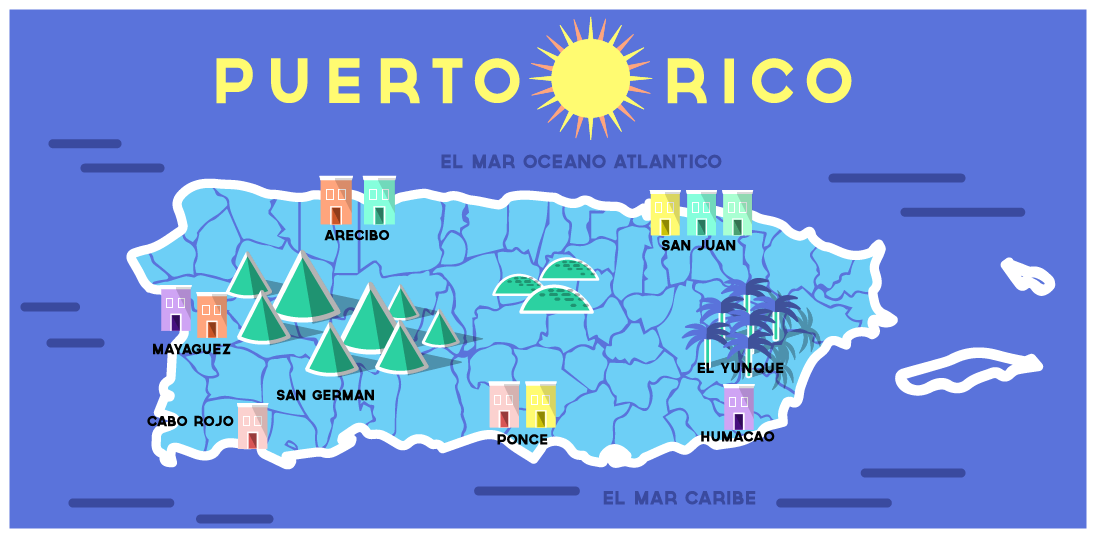 PUERTO RICO
EL MAR OCEANO ATLANTICO
ARECIBO
SAN JUAN
MAYAGUEZ
EL YUNQUE
SAN GERMAN
CABO ROJO
PONCE
HUMACAO
EL MAR CARIBE